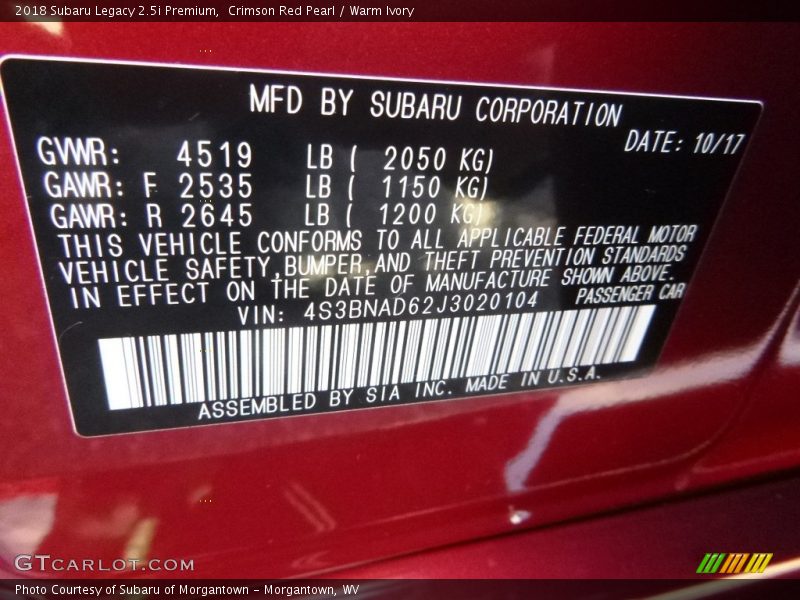 2018 Subaru Legacy 2.5i Premium,  Crimson Red Pearl / Warm Ivory
MFD BY SUBARU CORPORATION
DATE: 10/17
GVWR: 4519 LB ( 2050 KG)
GAWR: F 2535 LB ( 1150 KG)
GAWR: R 2645 LB ( 1200 KG)
THIS VEHICLE CONFORMS TO ALL APPLICABLE FEDERAL MOTOR
VEHICLE SAFETY,BUMPER,AND THEFT PREVENTION STANDARDS
IN EFFECT ON THE DATE OF MANUFACTURE SHOWN ABOVE.
PASSENGER CAR
VIN: 4S3BNAD62J3020104
ASSEMBLED BY SIA INC. MADE IN U.S.A.
GTCARLOT.COM
Photo Courtesy of Subaru of Morgantown - Morgantown, WV